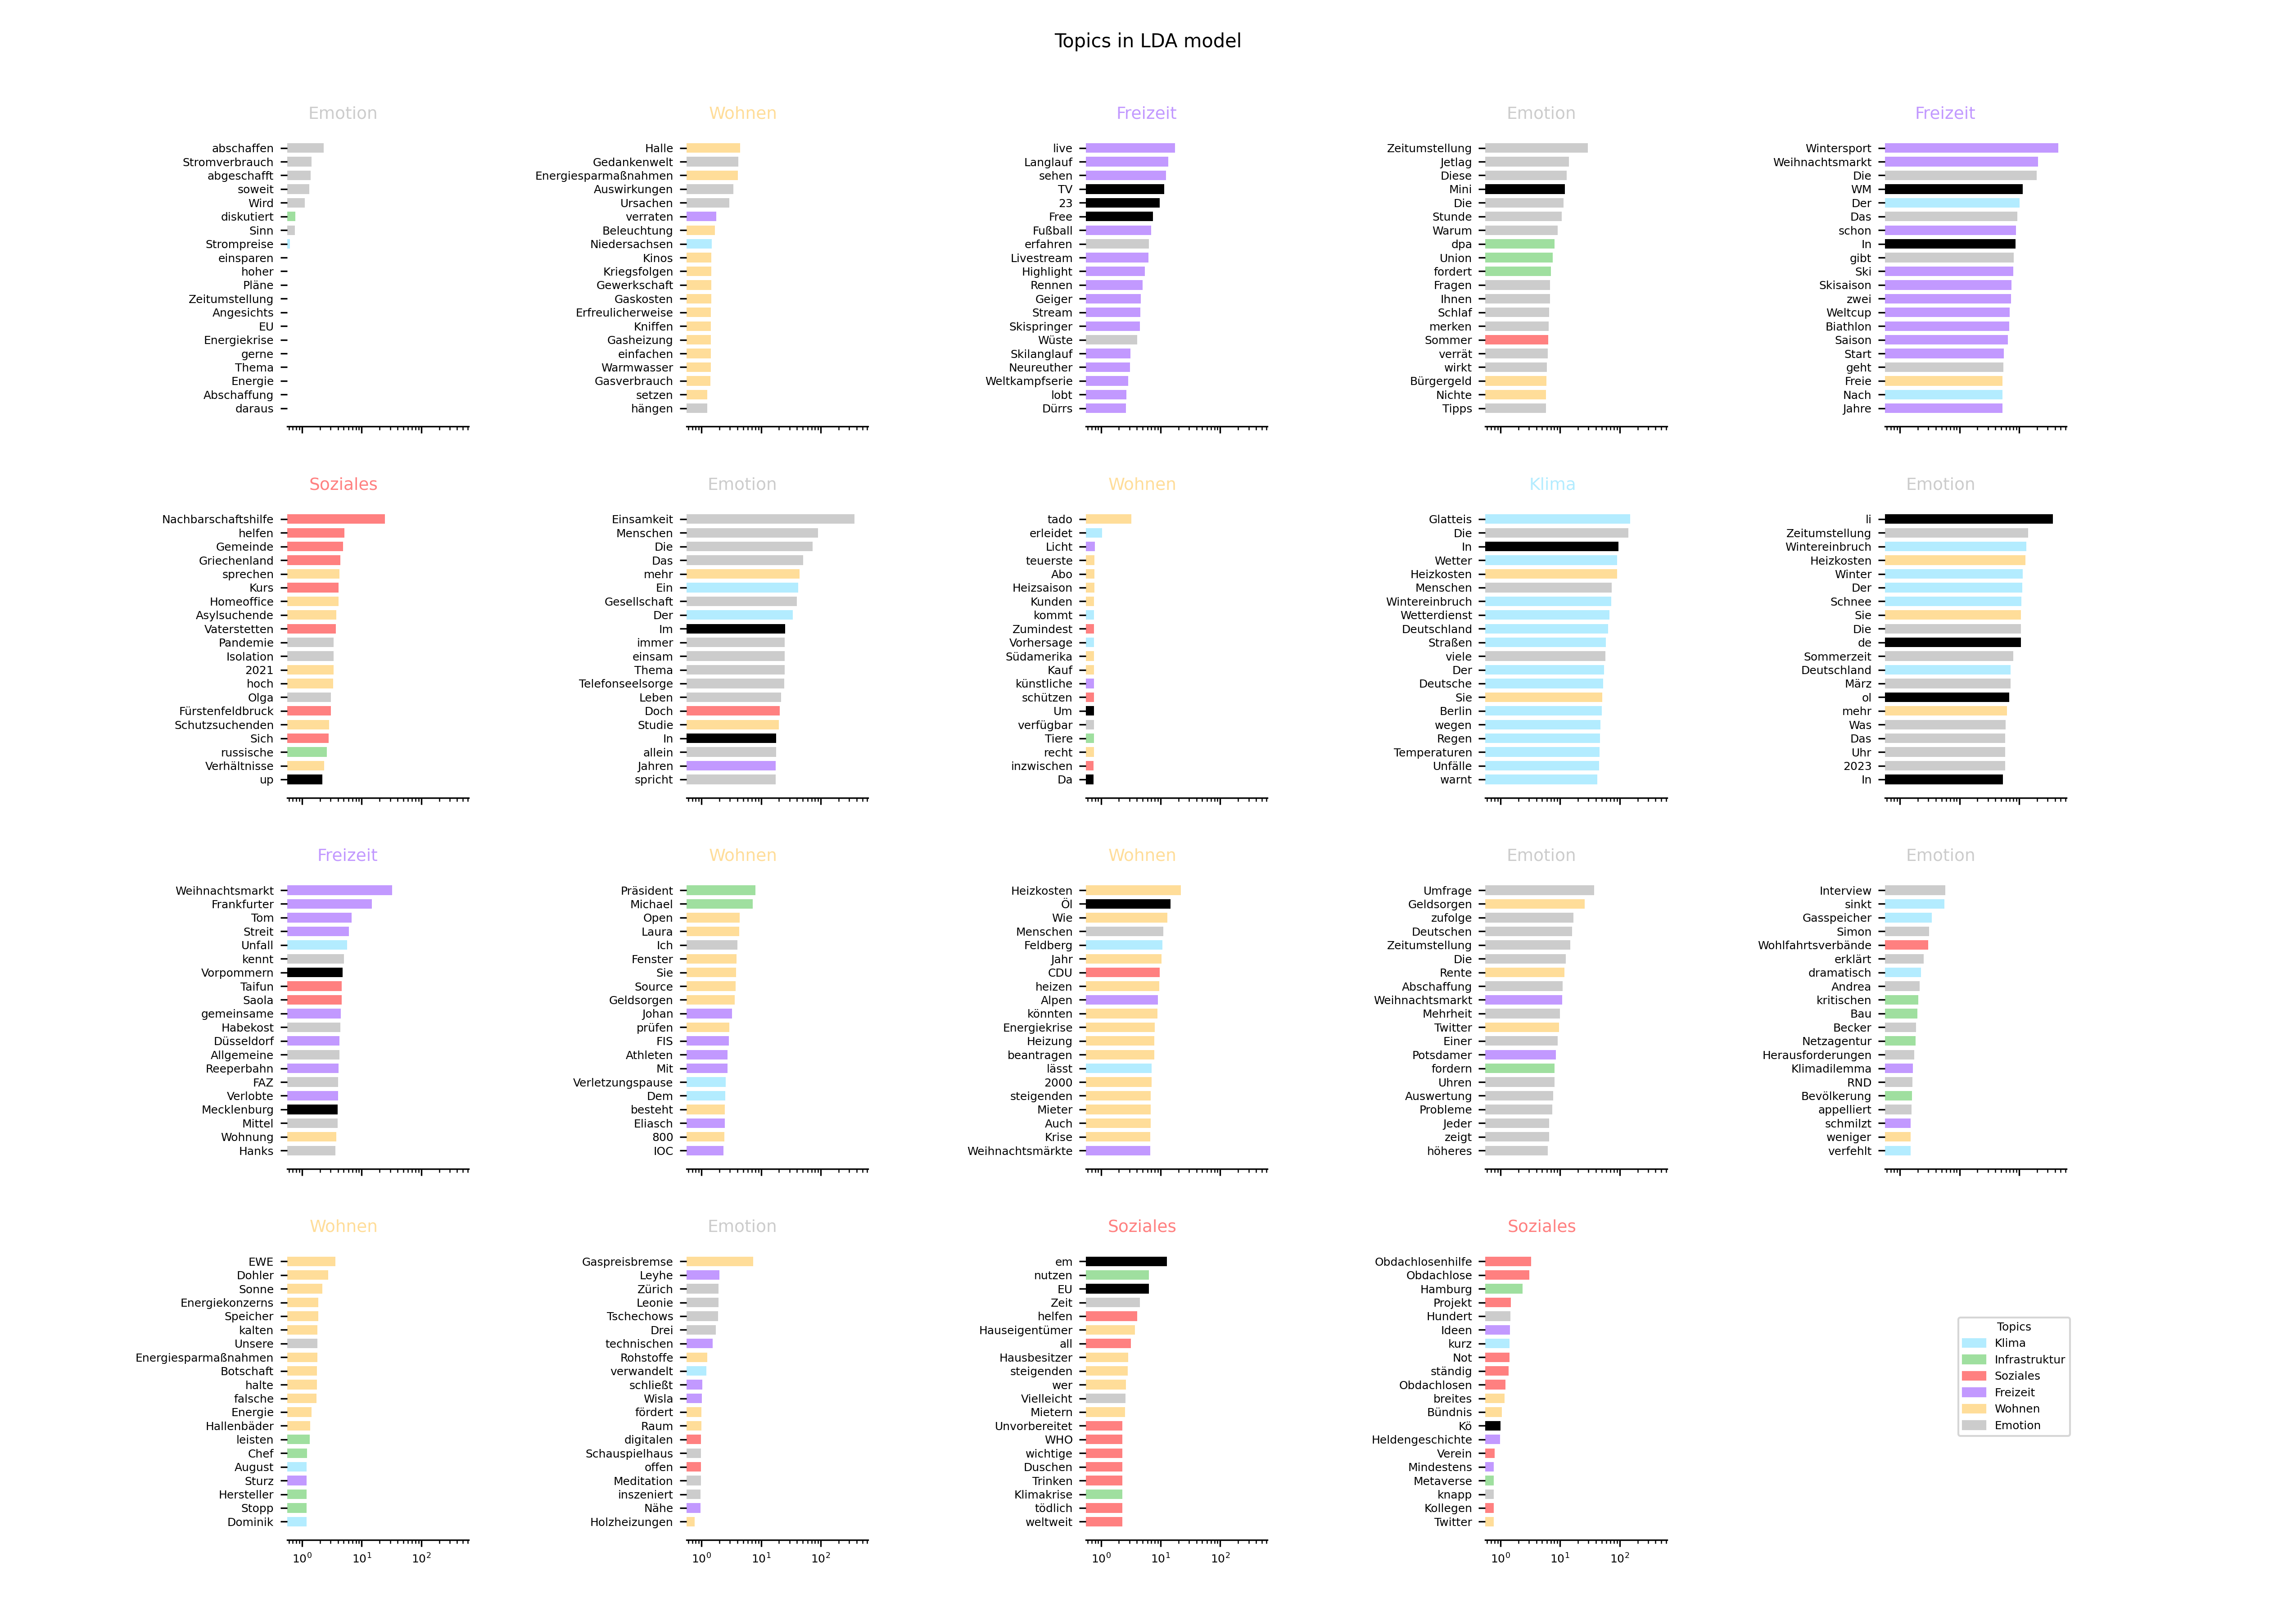 Topics in LDA model
Emotion
abschaffen
Stromverbrauch
abgeschafft
soweit
Wird
diskutiert
Sinn
Strompreise
einsparen
hoher
Pläne
Zeitumstellung
Angesichts
EU
Energiekrise
gerne
Thema
Energie
Abschaffung
daraus
Wohnen
Halle
Gedankenwelt
Energiesparmaßnahmen
Auswirkungen
Ursachen
verraten
Beleuchtung
Niedersachsen
Kinos
Kriegsfolgen
Gewerkschaft
Gaskosten
Erfreulicherweise
Kniffen
Gasheizung
einfachen
Warmwasser
Gasverbrauch
setzen
hängen
Freizeit
live
Langlauf
sehen
TV
23
Free
Fußball
erfahren
Livestream
Highlight
Rennen
Geiger
Stream
Skispringer
Wüste
Skilanglauf
Neureuther
Weltkampfserie
lobt
Dürrs
Emotion
Zeitumstellung
Jetlag
Diese
Mini
Die
Stunde
Warum
dpa
Union
fordert
Fragen
Ihnen
Schlaf
merken
Sommer
verrät
wirkt
Bürgergeld
Nichte
Tipps
Freizeit
Wintersport
Weihnachtsmarkt
Die
WM
Der
Das
schon
In
gibt
Ski
Skisaison
zwei
Weltcup
Biathlon
Saison
Start
geht
Freie
Nach
Jahre
Soziales
Nachbarschaftshilfe
helfen
Gemeinde
Griechenland
sprechen
Kurs
Homeoffice
Asylsuchende
Vaterstetten
Pandemie
Isolation
2021
hoch
Olga
Fürstenfeldbruck
Schutzsuchenden
Sich
russische
Verhältnisse
up
Emotion
Einsamkeit
Menschen
Die
Das
mehr
Ein
Gesellschaft
Der
Im
immer
einsam
Thema
Telefonseelsorge
Leben
Doch
Studie
In
allein
Jahren
spricht
Wohnen
tado
erleidet
Licht
teuerste
Abo
Heizsaison
Kunden
kommt
Zumindest
Vorhersage
Südamerika
Kauf
künstliche
schützen
Um
verfügbar
Tiere
recht
inzwischen
Da
Klima
Glatteis
Die
In
Wetter
Heizkosten
Menschen
Wintereinbruch
Wetterdienst
Deutschland
Straßen
viele
Der
Deutsche
Sie
Berlin
wegen
Regen
Temperaturen
Unfälle
warnt
Emotion
li
Zeitumstellung
Wintereinbruch
Heizkosten
Winter
Der
Schnee
Sie
Die
de
Sommerzeit
Deutschland
März
ol
mehr
Was
Das
Uhr
2023
In
Freizeit
Weihnachtsmarkt
Frankfurter
Tom
Streit
Unfall
kennt
Vorpommern
Taifun
Saola
gemeinsame
Habekost
Düsseldorf
Allgemeine
Reeperbahn
FAZ
Verlobte
Mecklenburg
Mittel
Wohnung
Hanks
Wohnen
Präsident
Michael
Open
Laura
Ich
Fenster
Sie
Source
Geldsorgen
Johan
prüfen
FIS
Athleten
Mit
Verletzungspause
Dem
besteht
Eliasch
800
IOC
Wohnen
Heizkosten
Öl
Wie
Menschen
Feldberg
Jahr
CDU
heizen
Alpen
könnten
Energiekrise
Heizung
beantragen
lässt
2000
steigenden
Mieter
Auch
Krise
Weihnachtsmärkte
Emotion
Umfrage
Geldsorgen
zufolge
Deutschen
Zeitumstellung
Die
Rente
Abschaffung
Weihnachtsmarkt
Mehrheit
Twitter
Einer
Potsdamer
fordern
Uhren
Auswertung
Probleme
Jeder
zeigt
höheres
Emotion
Interview
sinkt
Gasspeicher
Simon
Wohlfahrtsverbände
erklärt
dramatisch
Andrea
kritischen
Bau
Becker
Netzagentur
Herausforderungen
Klimadilemma
RND
Bevölkerung
appelliert
schmilzt
weniger
verfehlt
Wohnen
EWE
Dohler
Sonne
Energiekonzerns
Speicher
kalten
Unsere
Energiesparmaßnahmen
Botschaft
halte
falsche
Energie
Hallenbäder
leisten
Chef
August
Sturz
Hersteller
Stopp
Dominik
10⁰ 10¹ 10²
Emotion
Gaspreisbremse
Leyhe
Zürich
Leonie
Tschechows
Drei
technischen
Rohstoffe
verwandelt
schließt
Wisla
fördert
Raum
digitalen
Schauspielhaus
offen
Meditation
inszeniert
Nähe
Holzheizungen
10⁰ 10¹ 10²
Soziales
em
nutzen
EU
Zeit
helfen
Hauseigentümer
all
Hausbesitzer
steigenden
wer
Vielleicht
Mietern
Unvorbereitet
WHO
wichtige
Duschen
Trinken
Klimakrise
tödlich
weltweit
10⁰ 10¹ 10²
Soziales
Obdachlosenhilfe
Obdachlose
Hamburg
Projekt
Hundert
Ideen
kurz
Not
ständig
Obdachlosen
breites
Bündnis
Kö
Heldengeschichte
Verein
Mindestens
Metaverse
knapp
Kollegen
Twitter
10⁰ 10¹ 10²
Topics
Klima
Infrastruktur
Soziales
Freizeit
Wohnen
Emotion